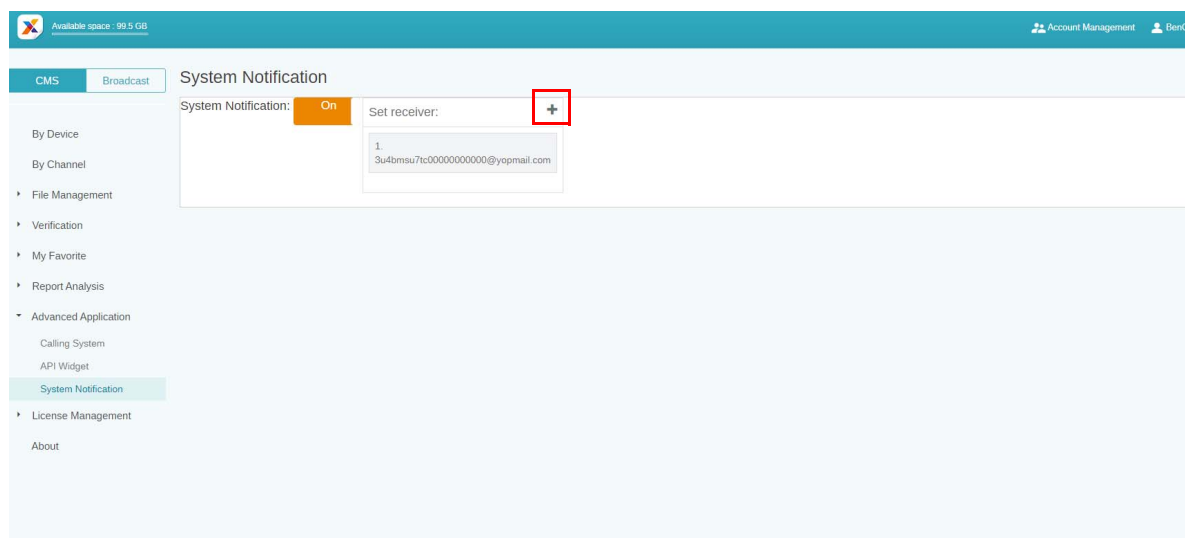 Available space : 99.5 GB
Account Management
Ben
CMS
Broadcast
System Notification
System Notification:
On
Set receiver:
1.
3u4bmsu7tc00000000000@yopmail.com
By Device
By Channel
File Management
Verification
My Favorite
Report Analysis
Advanced Application
Calling System
API Widget
System Notification
License Management
About